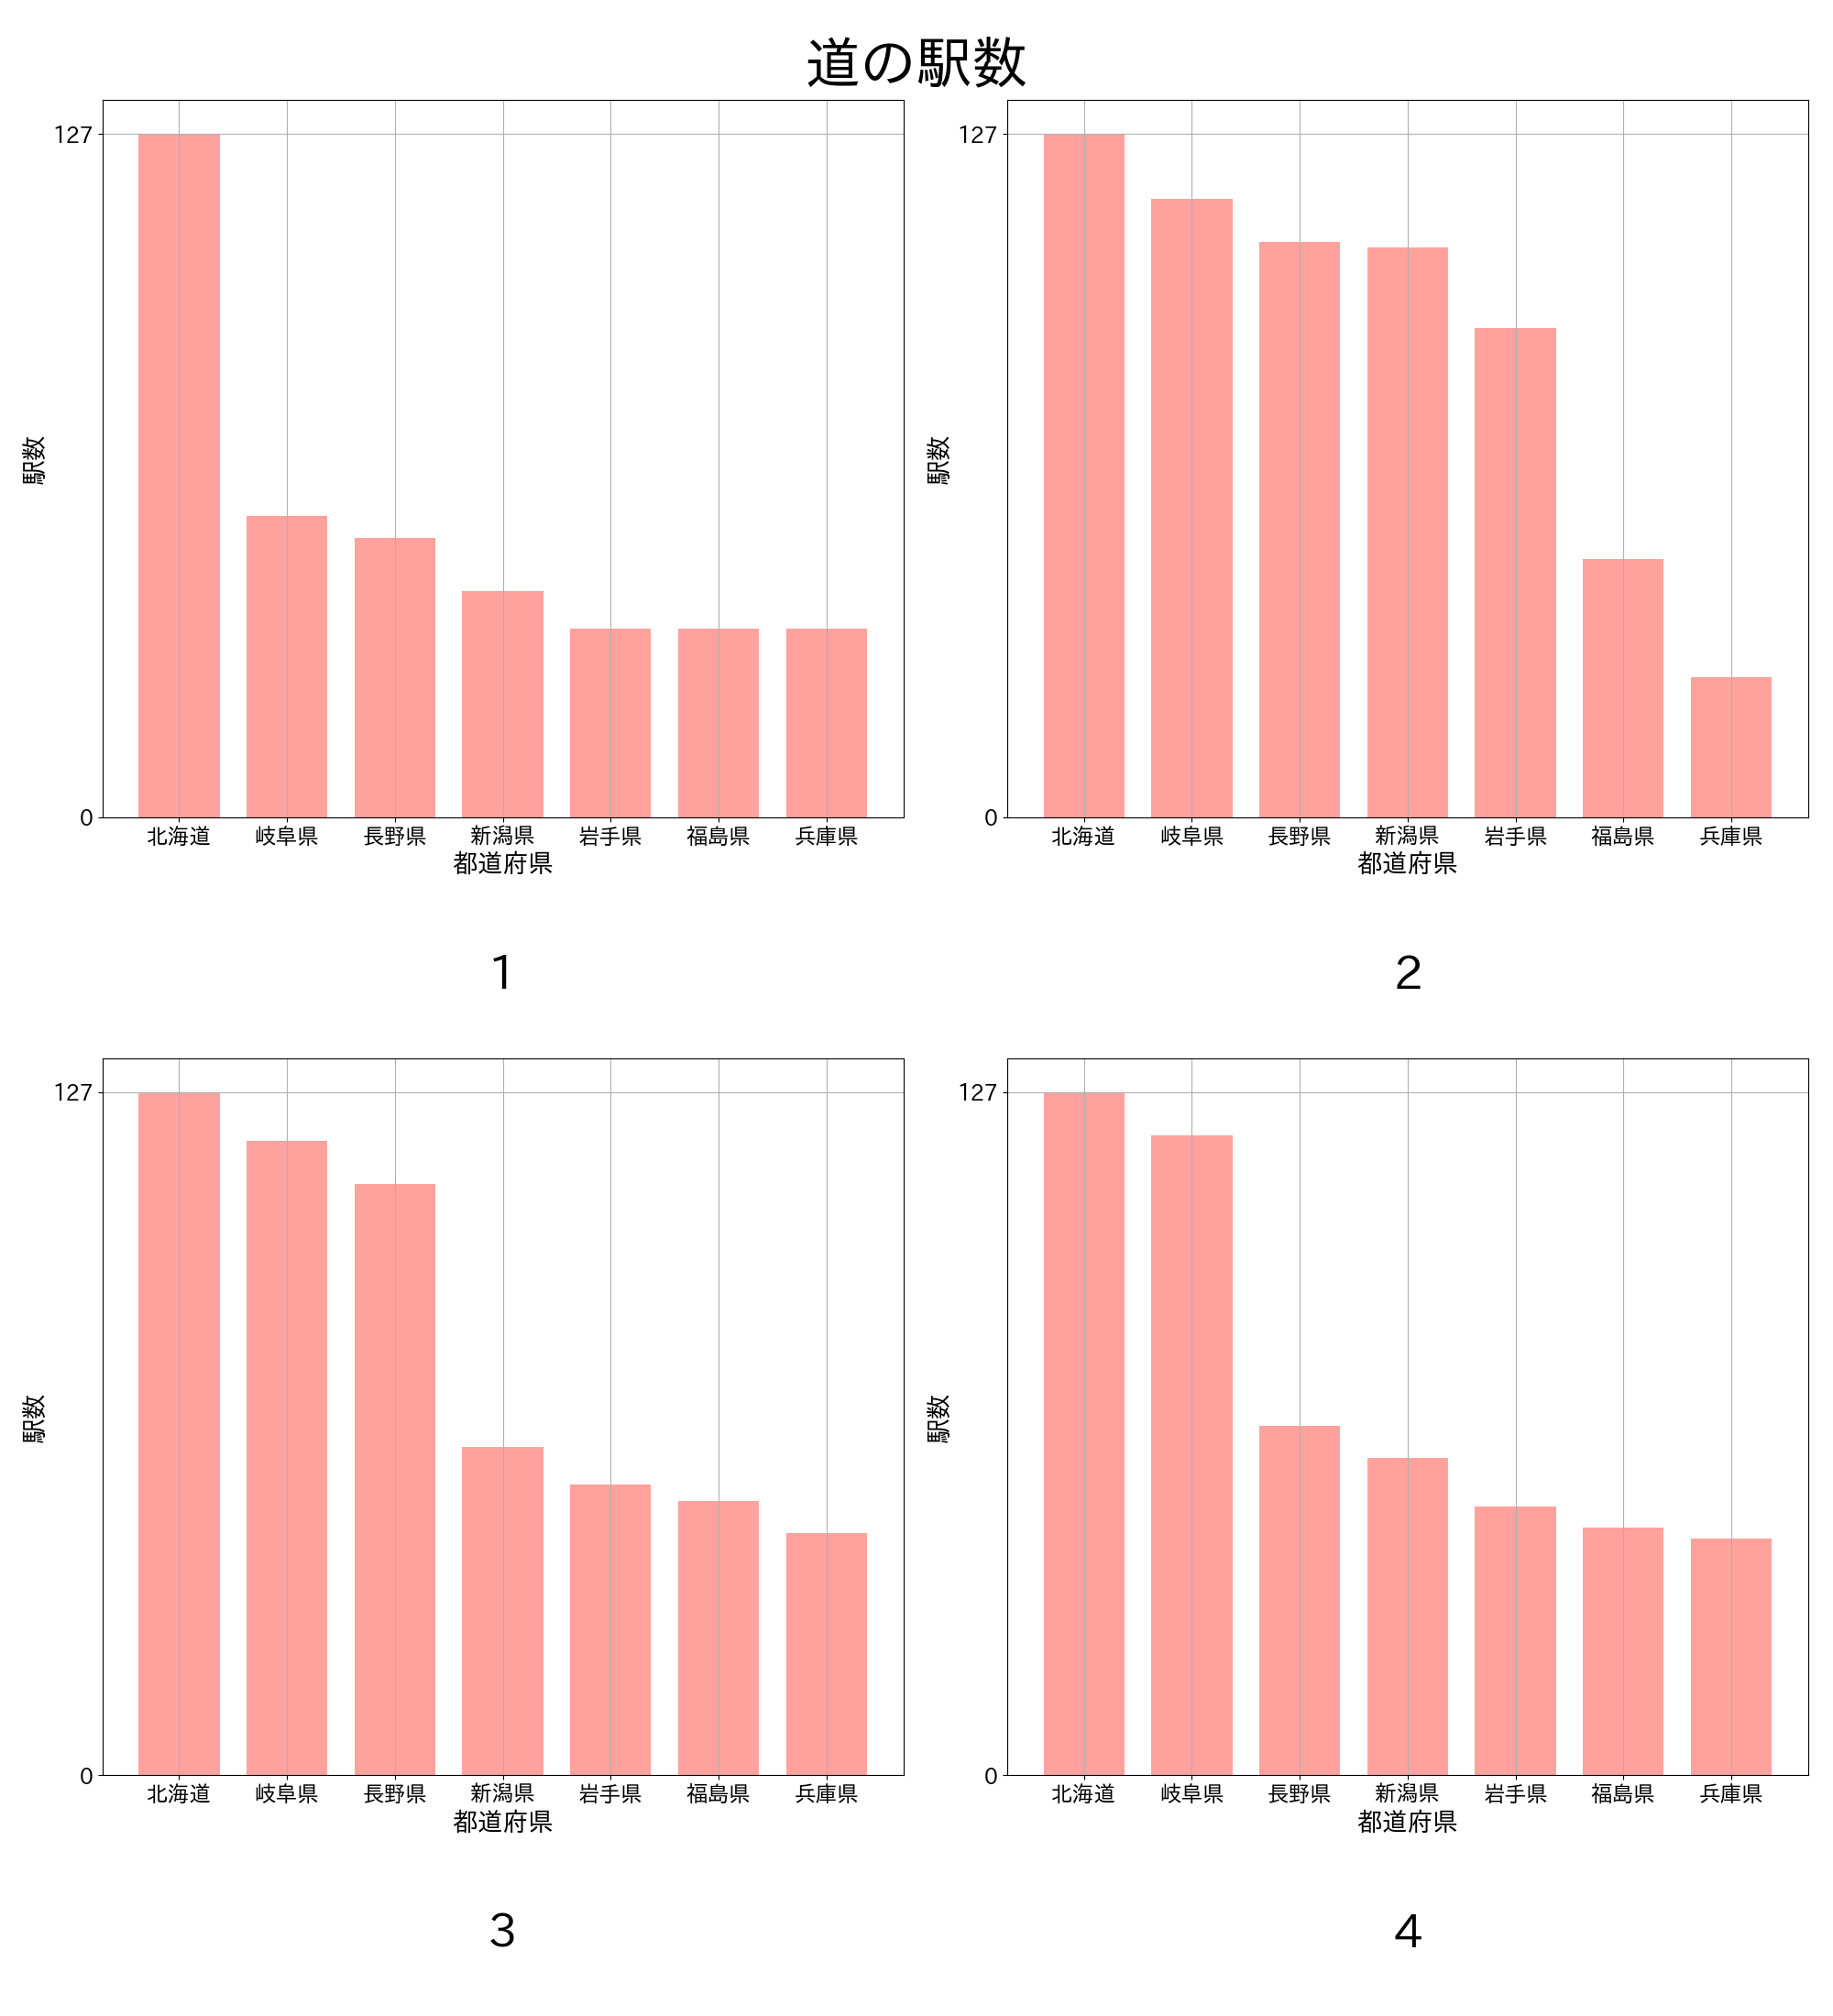 道の駅数
127
0
駅数
北海道 岐阜県 長野県 新潟県 岩手県 福島県 兵庫県
都道府県
1
127
0
駅数
北海道 岐阜県 長野県 新潟県 岩手県 福島県 兵庫県
都道府県
2
127
0
駅数
北海道 岐阜県 長野県 新潟県 岩手県 福島県 兵庫県
都道府県
3
127
0
駅数
北海道 岐阜県 長野県 新潟県 岩手県 福島県 兵庫県
都道府県
4